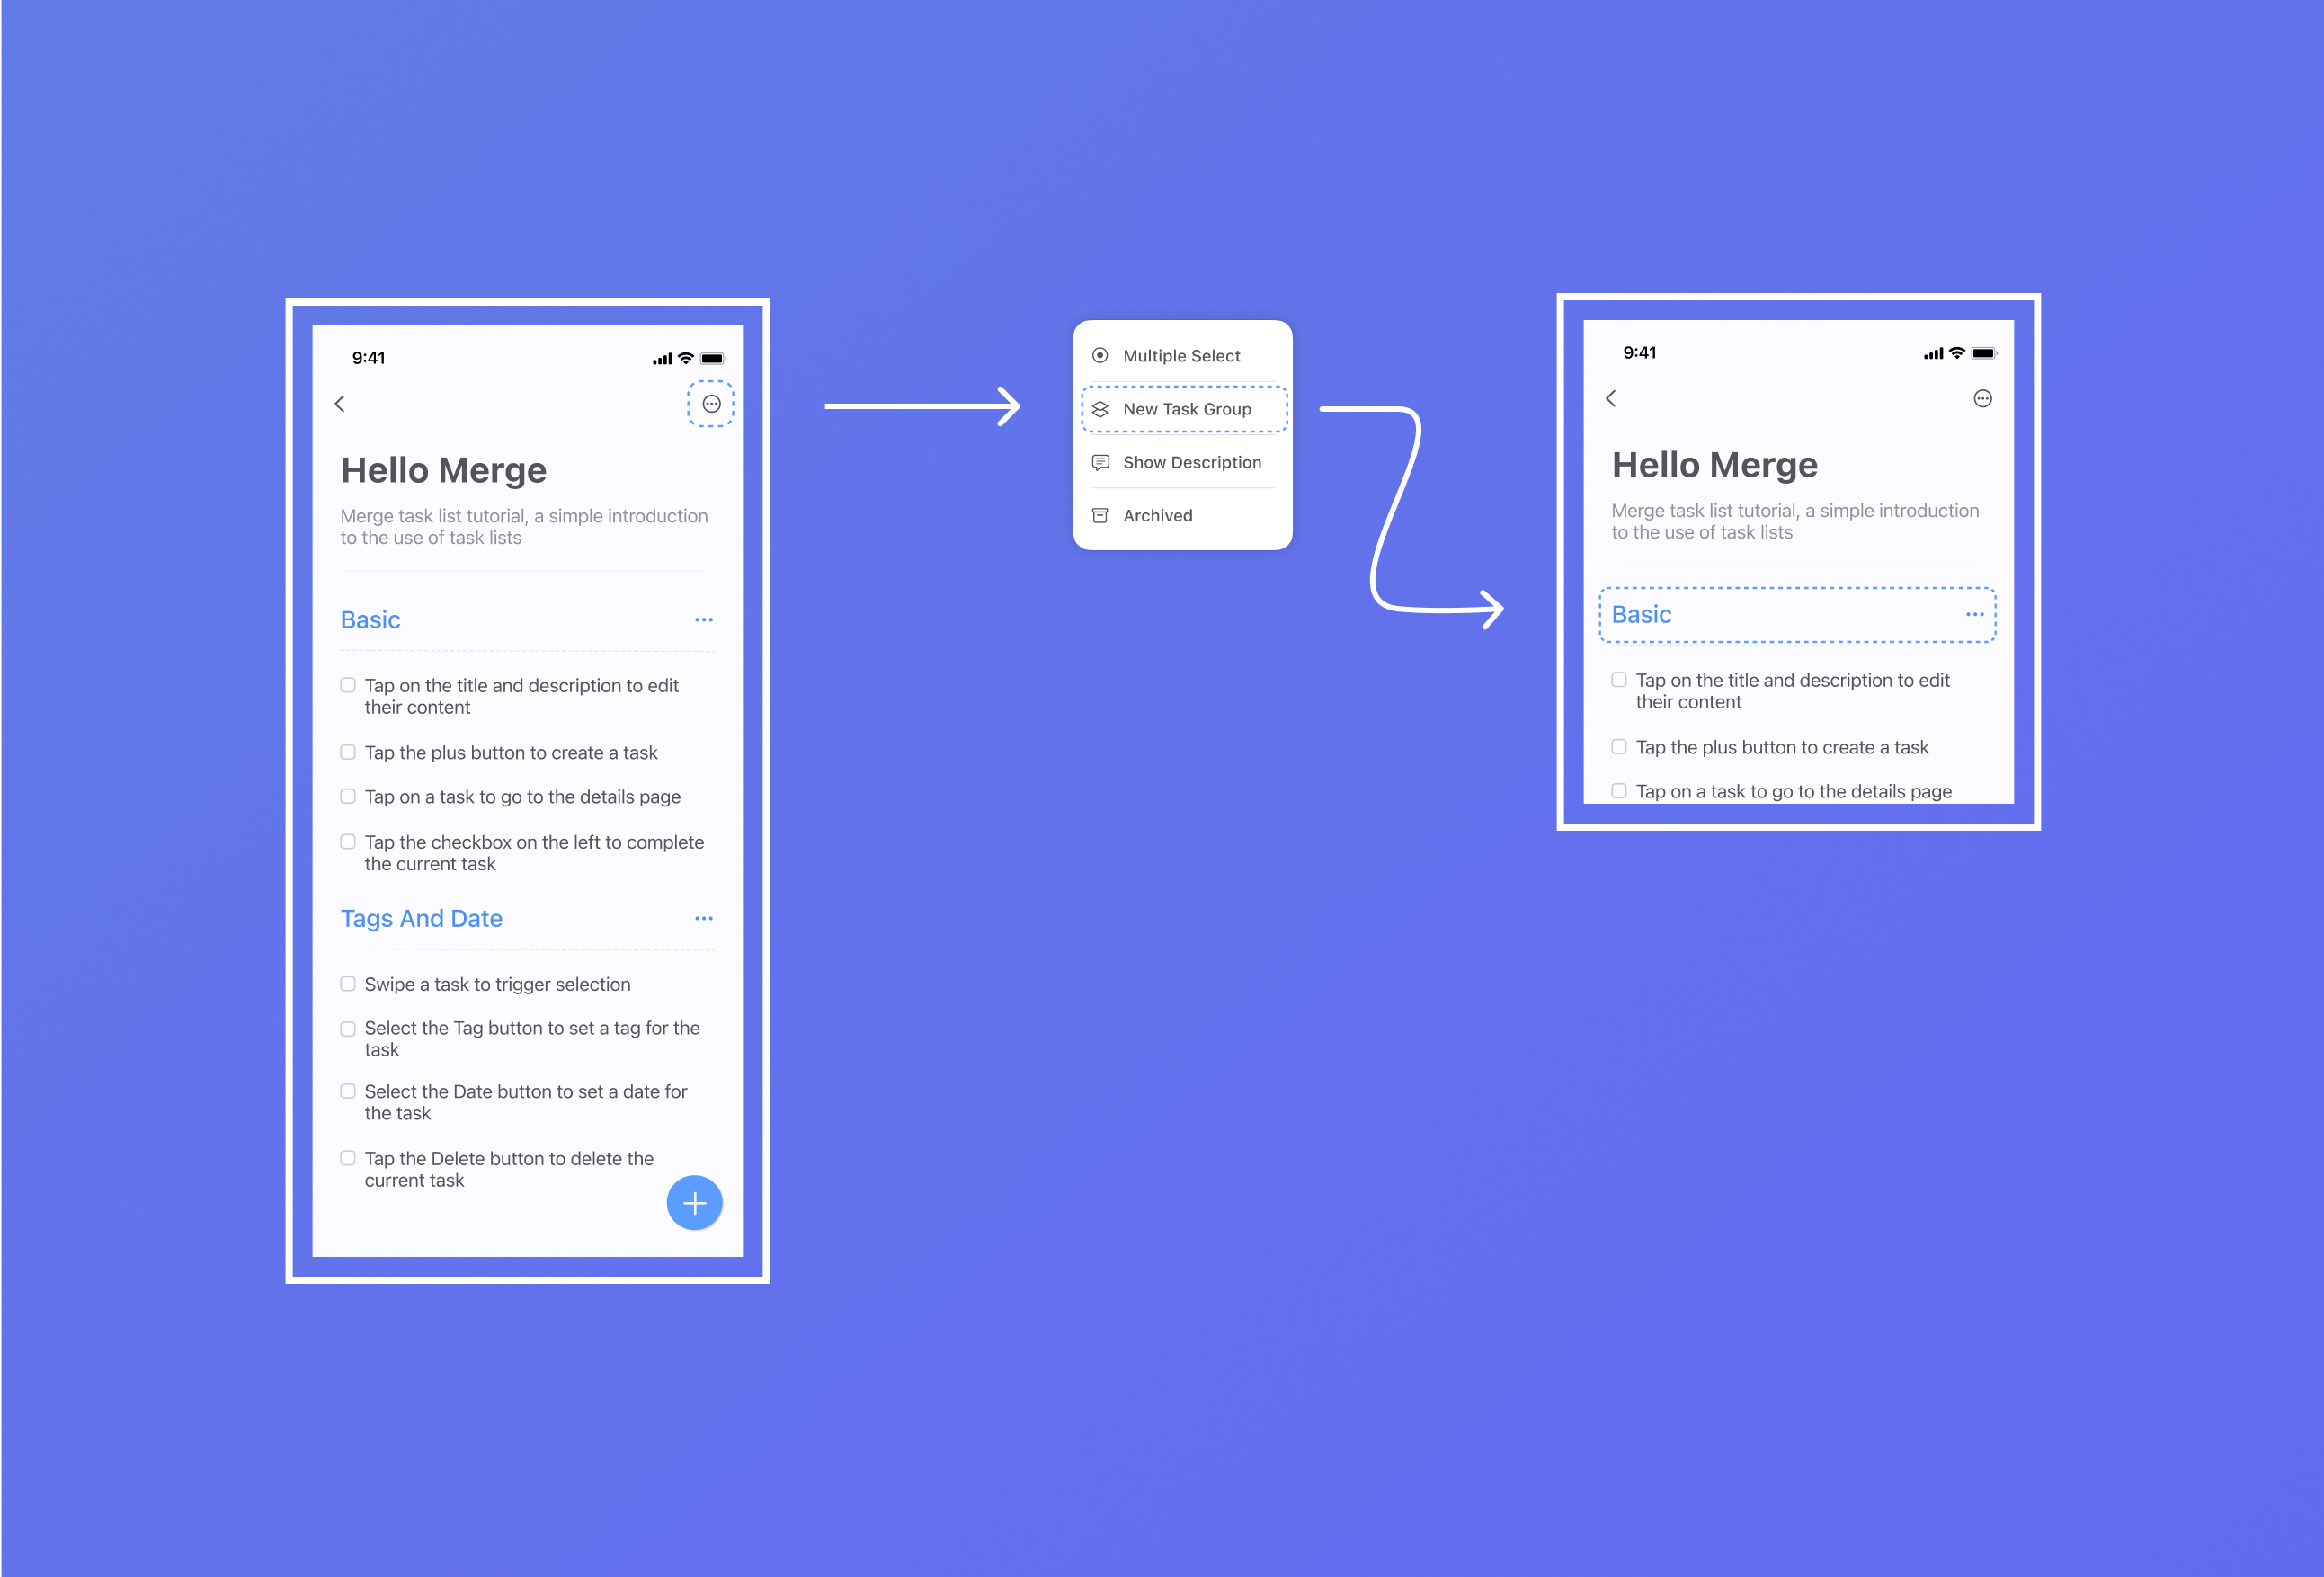 9:41
Hello Merge
Merge task list tutorial, a simple introduction
to the use of task lists
Basic
Tap on the title and description to edit
their content
Tap the plus button to create a task
Tap on a task to go to the details page
Tap the checkbox on the left to complete
the current task
Tags And Date
Swipe a task to trigger selection
Select the Tag button to set a tag for the
task
Select the Date button to set a date for
the task
Tap the Delete button to delete the
current task
Multiple Select
New Task Group
Show Description
Archived
9:41
Hello Merge
Merge task list tutorial, a simple introduction
to the use of task lists
Basic
Tap on the title and description to edit
their content
Tap the plus button to create a task
Tap on a task to go to the details page